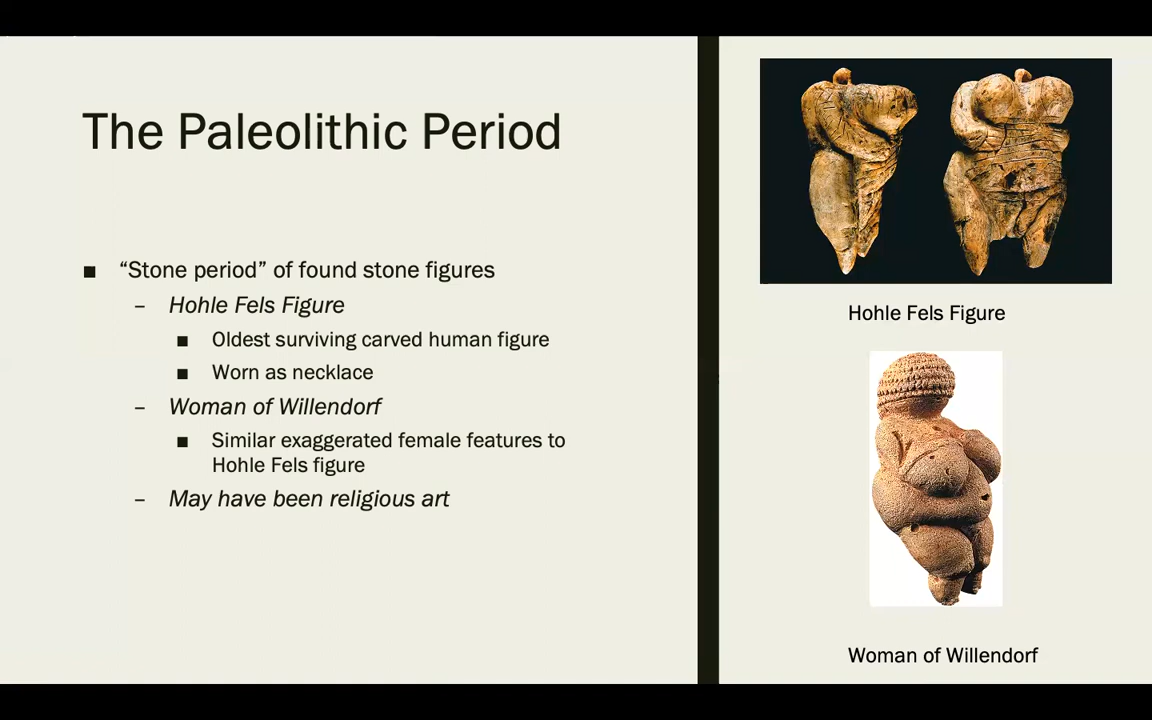 The Paleolithic Period
■ “Stone period” of found stone figures
– Hohle Fels Figure
■ Oldest surviving carved human figure
■ Worn as necklace
– Woman of Willendorf
■ Similar exaggerated female features to
Hohle Fels figure
– May have been religious art
Hohle Fels Figure
Woman of Willendorf